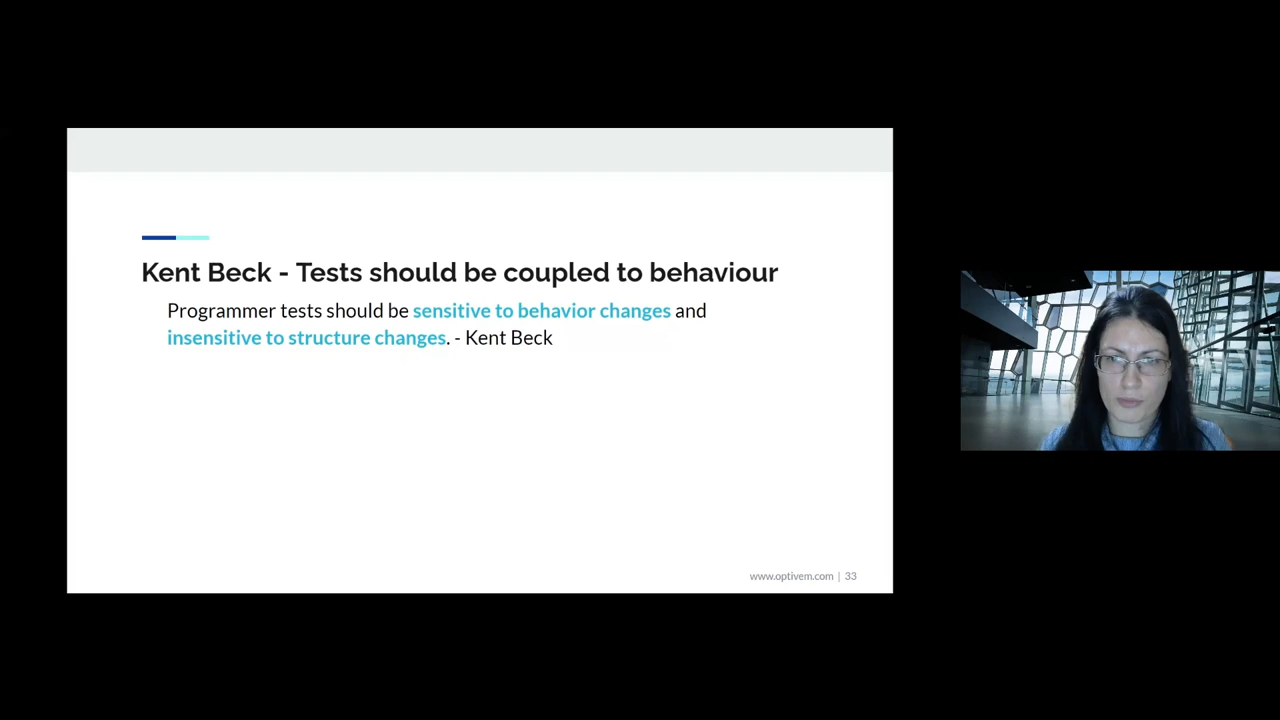 Kent Beck - Tests should be coupled to behaviour
Programmer tests should be sensitive to behavior changes and
insensitive to structure changes. - Kent Beck
www.optivem.com | 33